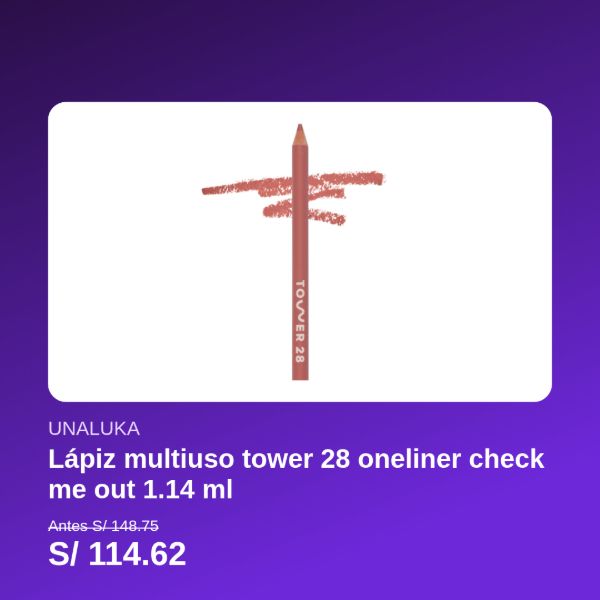 TOWER 28
UNALUKA
Lápiz multiuso tower 28 oneliner check
me out 1.14 ml
Antes S/ 148.75
S/ 114.62